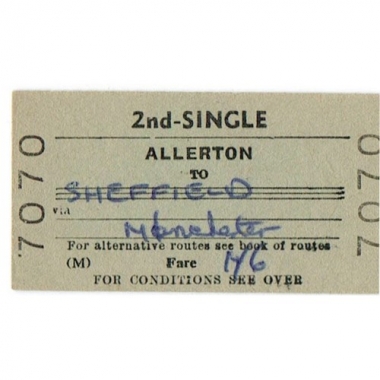 2nd-SINGLE
ALLERTON
TO
SHEFFIELD
via
Manchester
For alternative routes see book of routes
(M) Fare 14/6
FOR CONDITIONS SEE OVER
7070
7070